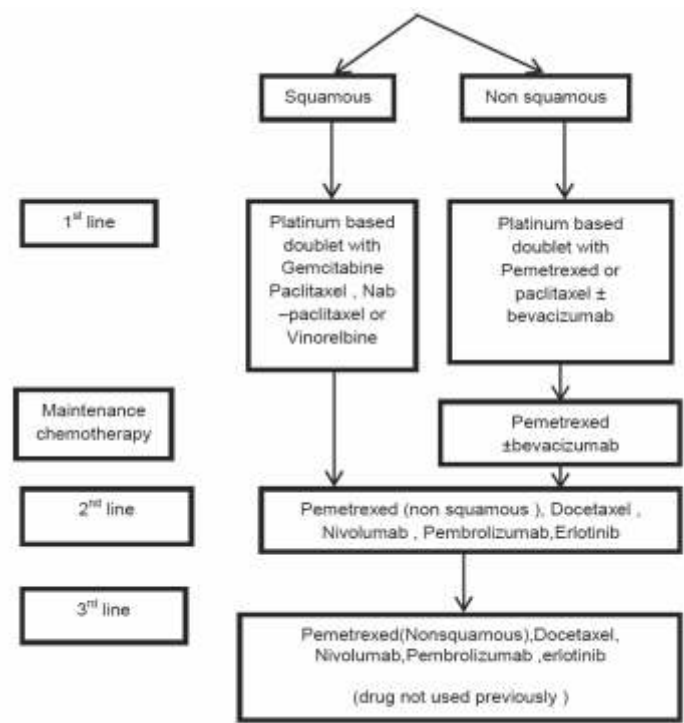 Squamous
Non squamous
1st line
Platinum based
doublet with
Gemcitabine
Paclitaxel , Nab
–paclitaxel or
Vinorelbine
Platinum based
doublet with
Pemetrexed or
paclitaxel ±
bevacizumab
Maintenance
chemotherapy
Pemetrexed
±bevacizumab
2nd line
Pemetrexed (non squamous ), Docetaxel ,
Nivolumab , Pembrolizumab,Erlotinib
3rd line
Pemetrexed(Nonsquamous),Docetaxel,
Nivolumab,Pembrolizumab ,erlotinib
(drug not used previously )